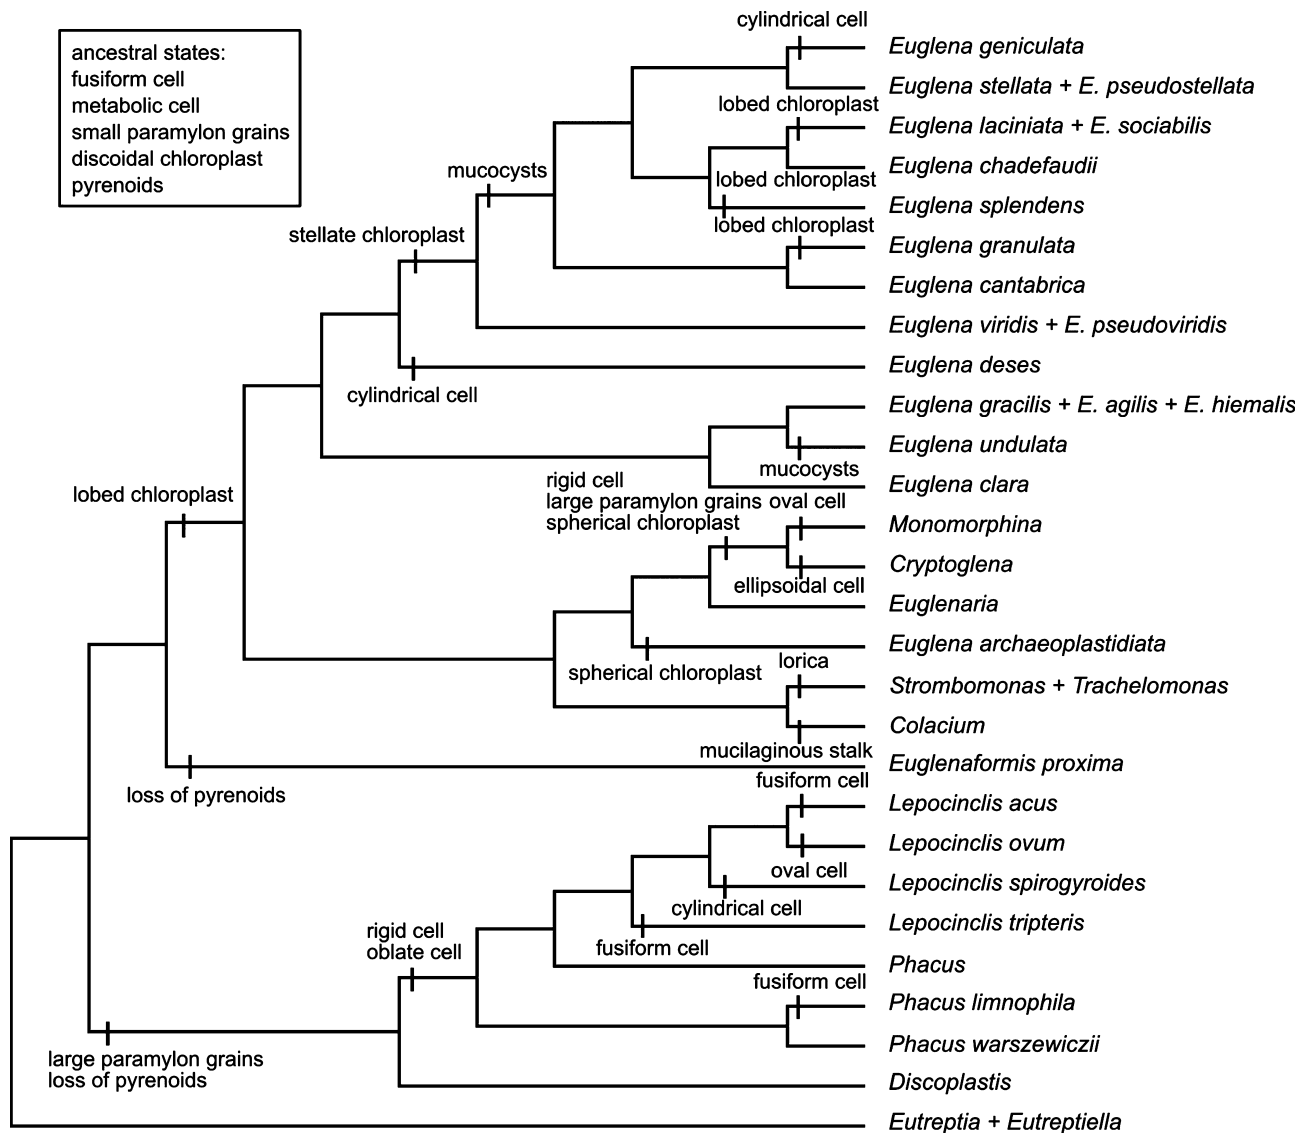 ancestral states:
fusiform cell
metabolic cell
small paramylon grains
discoidal chloroplast
pyrenoids
cylindrical cell
Euglena geniculata
Euglena stellata + E. pseudostellata
lobed chloroplast
Euglena laciniata + E. sociabilis
Euglena chadefaudii
lobed chloroplast
Euglena splendens
lobed chloroplast
Euglena granulata
Euglena cantabrica
mucocysts
stellate chloroplast
Euglena viridis + E. pseudoviridis
Euglena deses
cylindrical cell
Euglena gracilis + E. agilis + E. hiemalis
Euglena undulata
mucocysts
Euglena clara
lobed chloroplast
rigid cell
large paramylon grains
spherical chloroplast
oval cell
Monomorphina
Cryptoglena
ellipsoidal cell
Euglenaria
Euglena archaeoplastidiata
spherical chloroplast
lorica
Strombomonas + Trachelomonas
Colacium
mucilaginous stalk
Euglenaformis proxima
loss of pyrenoids
fusiform cell
Lepocinclis acus
Lepocinclis ovum
oval cell
Lepocinclis spirogyroides
cylindrical cell
Lepocinclis tripteris
fusiform cell
rigid cell
oblate cell
Phacus
fusiform cell
Phacus limnophila
Phacus warszewiczii
large paramylon grains
loss of pyrenoids
Discoplastis
Eutreptia + Eutreptiella